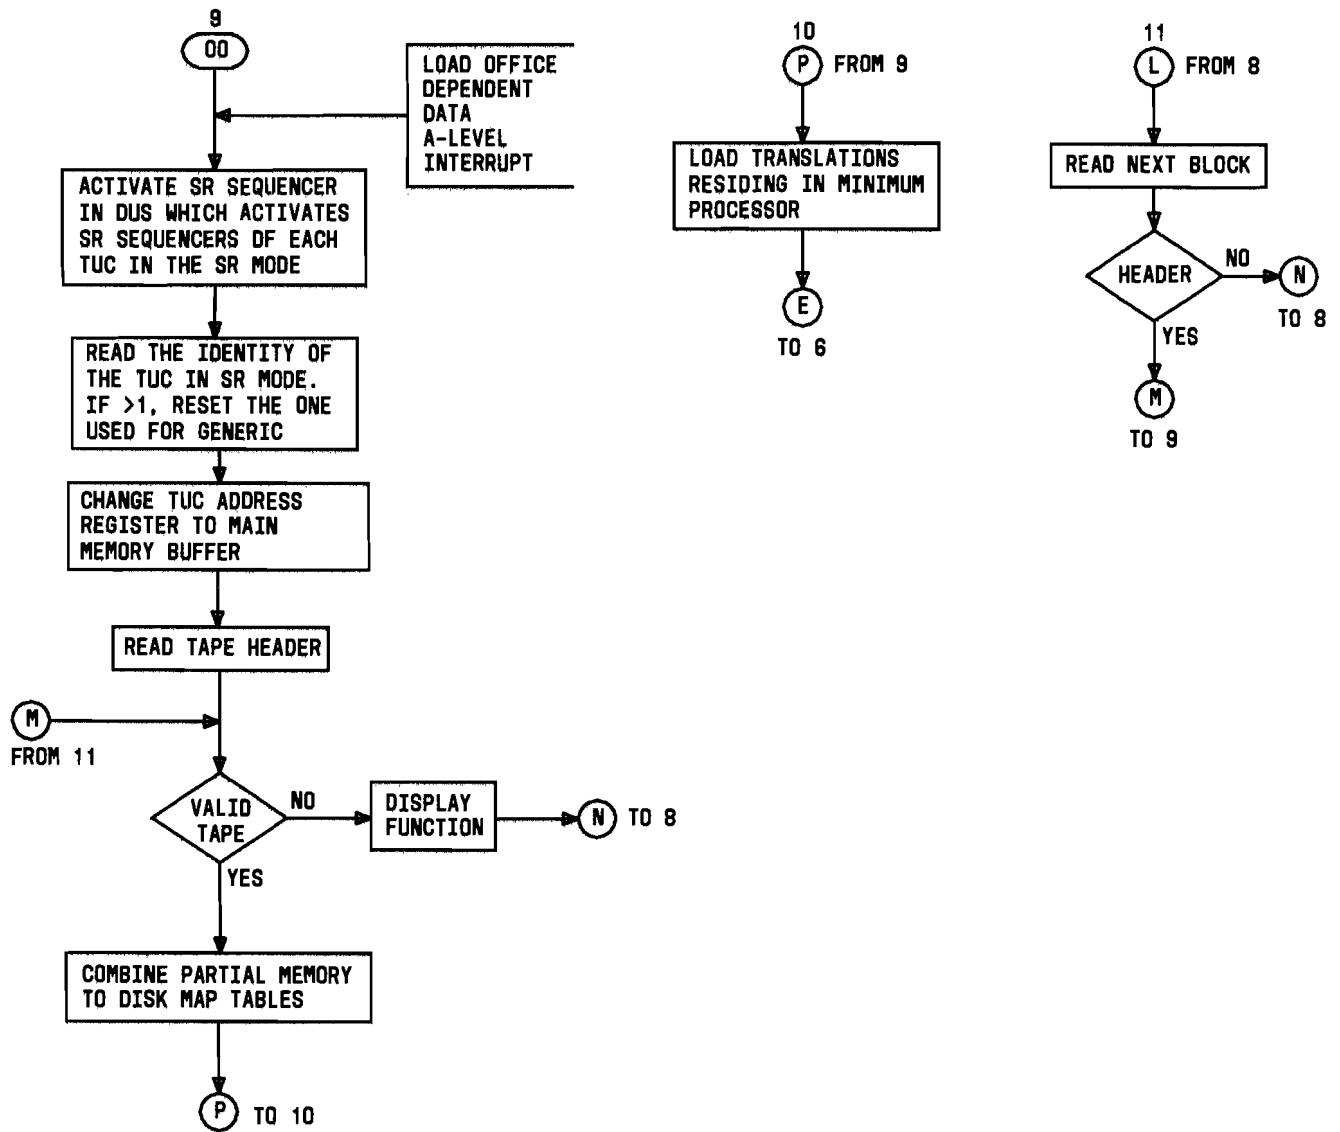 9
OO
LOAD OFFICE
DEPENDENT
DATA
A-LEVEL
INTERRUPT
ACTIVATE SR SEQUENCER
IN DUS WHICH ACTIVATES
SR SEQUENCERS OF EACH
TUC IN THE SR MODE
READ THE IDENTITY OF
THE TUC IN SR MODE.
IF >1, RESET THE ONE
USED FOR GENERIC
CHANGE TUC ADDRESS
REGISTER TO MAIN
MEMORY BUFFER
READ TAPE HEADER
M
FROM 11
VALID
TAPE
NO
DISPLAY
FUNCTION
N TO 8
YES
COMBINE PARTIAL MEMORY
TO DISK MAP TABLES
P TO 10
10
P FROM 9
LOAD TRANSLATIONS
RESIDING IN MINIMUM
PROCESSOR
E
TO 6
11
L FROM 8
READ NEXT BLOCK
HEADER
NO
N
TO 8
YES
M
TO 9